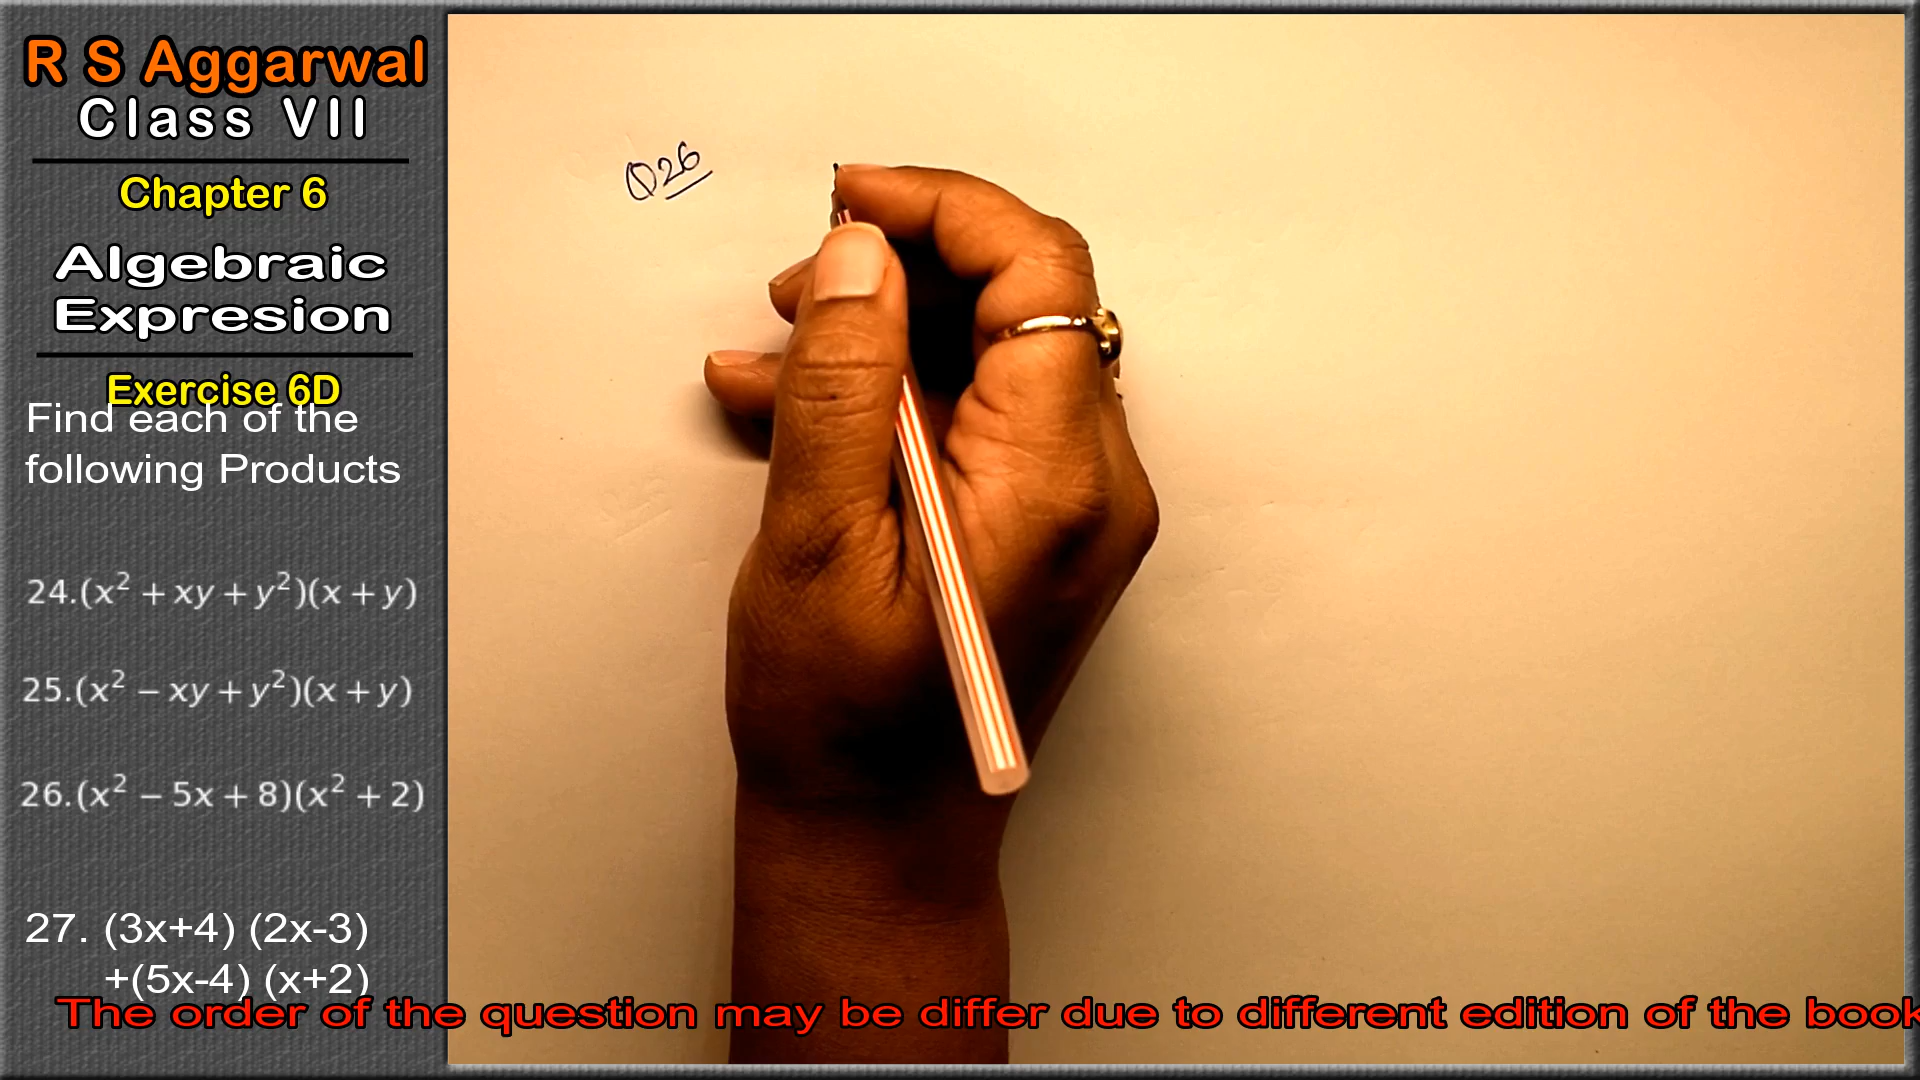 R S Aggarwal
Class VII
Chapter 6
Algebraic
Expresion
Exercise 6D
Find each of the
following Products
24.(x² + xy + y²)(x + y)
25.(x² − xy + y²)(x + y)
26.(x² − 5x + 8)(x² + 2)
27. (3x+4) (2x-3)
+(5x-4) (x+2)
Q26
The order of the question may be differ due to different edition of the book